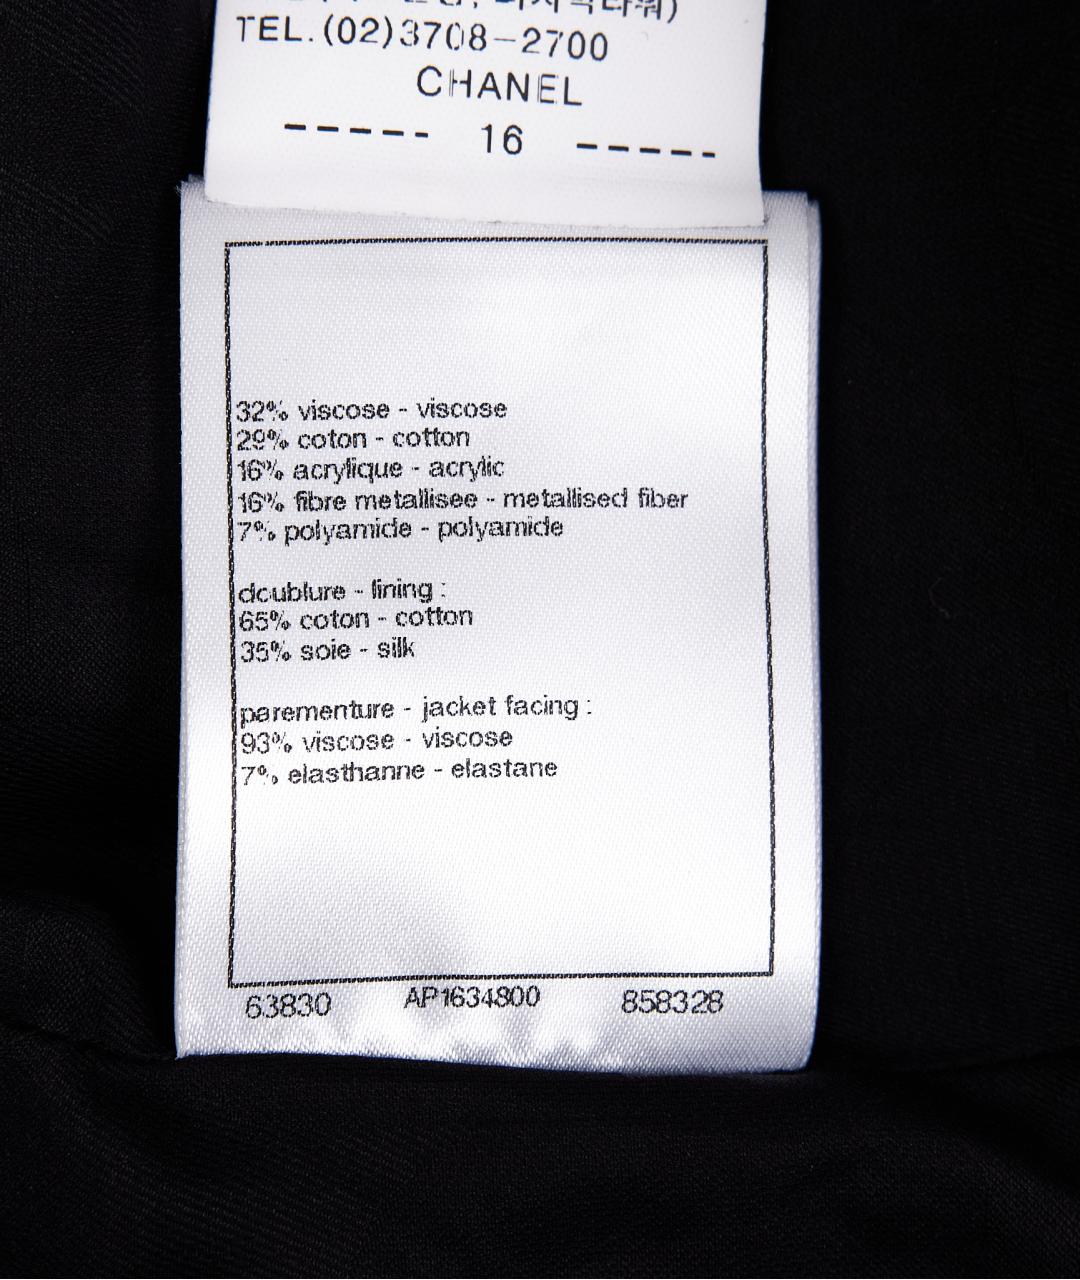 TEL.(02)3708-2700
CHANEL
----- 16 -----
32% viscose - viscose
29% coton - cotton
16% acrylique - acrylic
16% fibre metallisee - metallised fiber
7% polyamide - polyamide
doublure - lining :
65% coton - cotton
35% soie - silk
parementure - jacket facing :
93% viscose - viscose
7% elasthanne - elastane
63830 AP1634800 858328